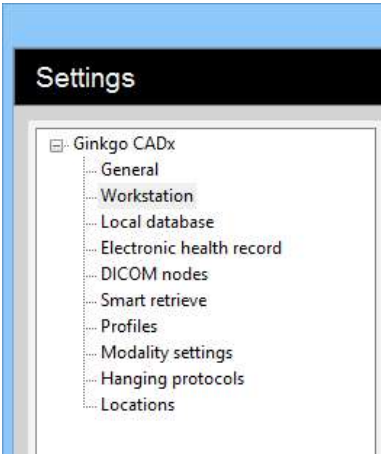 Settings
Ginkgo CADx
General
Workstation
Local database
Electronic health record
DICOM nodes
Smart retrieve
Profiles
Modality settings
Hanging protocols
Locations